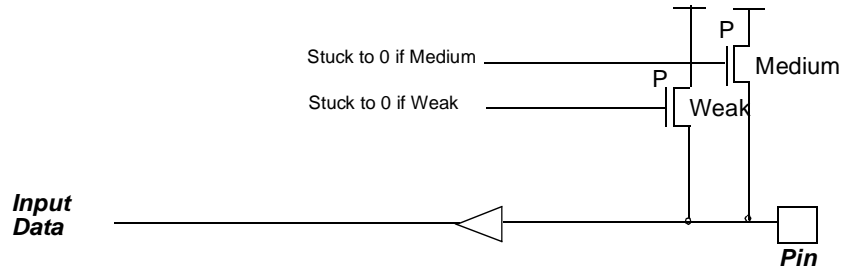 P
Stuck to 0 if Medium
Medium
P
Stuck to 0 if Weak
Weak
Input
Data
Pin